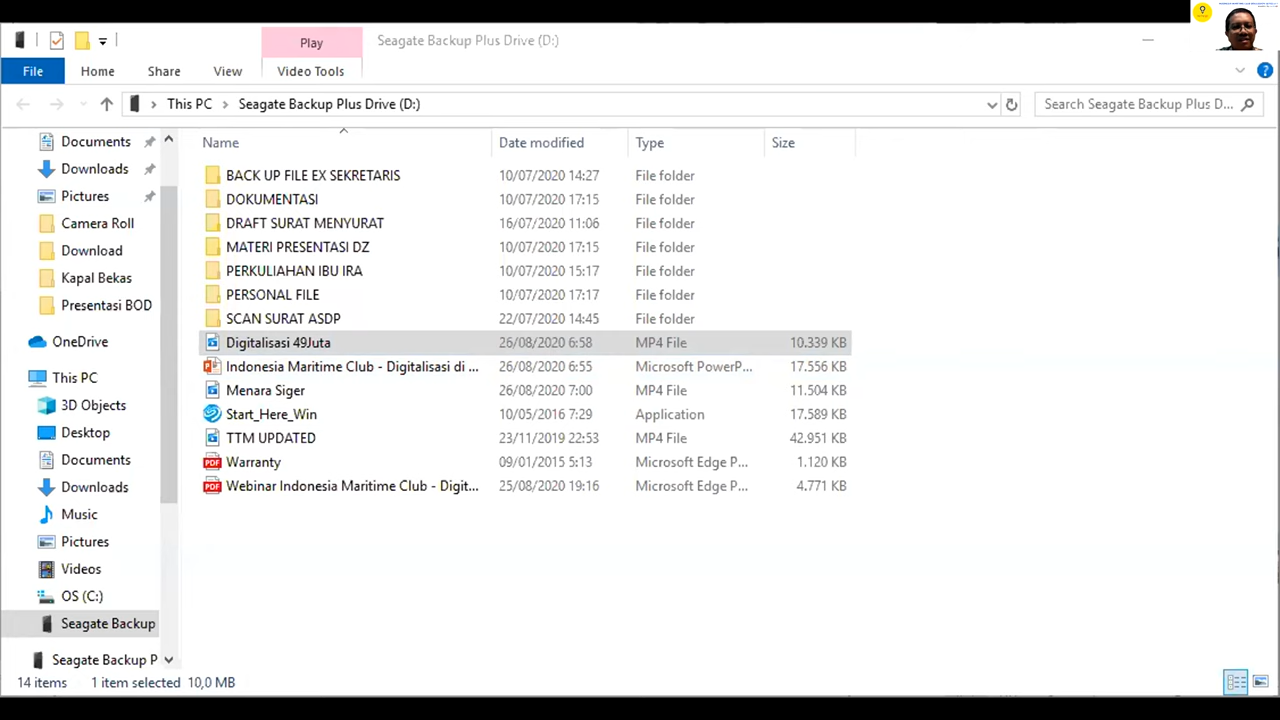 Play
Seagate Backup Plus Drive (D:)
File
Home
Share
View
Video Tools
This PC
Seagate Backup Plus Drive (D:)
Search Seagate Backup Plus D...
Documents
Downloads
Pictures
Camera Roll
Download
Kapal Bekas
Presentasi BOD
OneDrive
This PC
3D Objects
Desktop
Documents
Downloads
Music
Pictures
Videos
OS (C:)
Seagate Backup
Seagate Backup P
Name Date modified Type Size
BACK UP FILE EX SEKRETARIS 10/07/2020 14:27 File folder
DOKUMENTASI 10/07/2020 17:15 File folder
DRAFT SURAT MENYURAT 16/07/2020 11:06 File folder
MATERI PRESENTASI DZ 10/07/2020 17:15 File folder
PERKULIAHAN IBU IRA 10/07/2020 15:17 File folder
PERSONAL FILE 10/07/2020 17:17 File folder
SCAN SURAT ASDP 22/07/2020 14:45 File folder
Digitalisasi 49Juta 26/08/2020 6:58 MP4 File 10.339 KB
Indonesia Maritime Club - Digitalisasi di ... 26/08/2020 6:55 Microsoft PowerP... 17.556 KB
Menara Siger 26/08/2020 7:00 MP4 File 11.504 KB
Start_Here_Win 10/05/2016 7:29 Application 17.589 KB
TTM UPDATED 23/11/2019 22:53 MP4 File 42.951 KB
Warranty 09/01/2015 5:13 Microsoft Edge P... 1.120 KB
Webinar Indonesia Maritime Club - Digit... 25/08/2020 19:16 Microsoft Edge P... 4.771 KB
14 items 1 item selected 10,0 MB